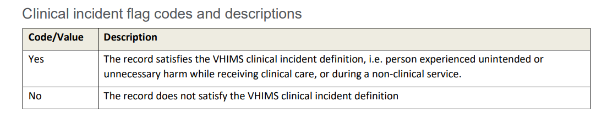 Clinical incident flag codes and descriptions
Code/Value Description
Yes The record satisfies the VHIMS clinical incident definition, i.e. person experienced unintended or
unnecessary harm while receiving clinical care, or during a non-clinical service.
No The record does not satisfy the VHIMS clinical incident definition